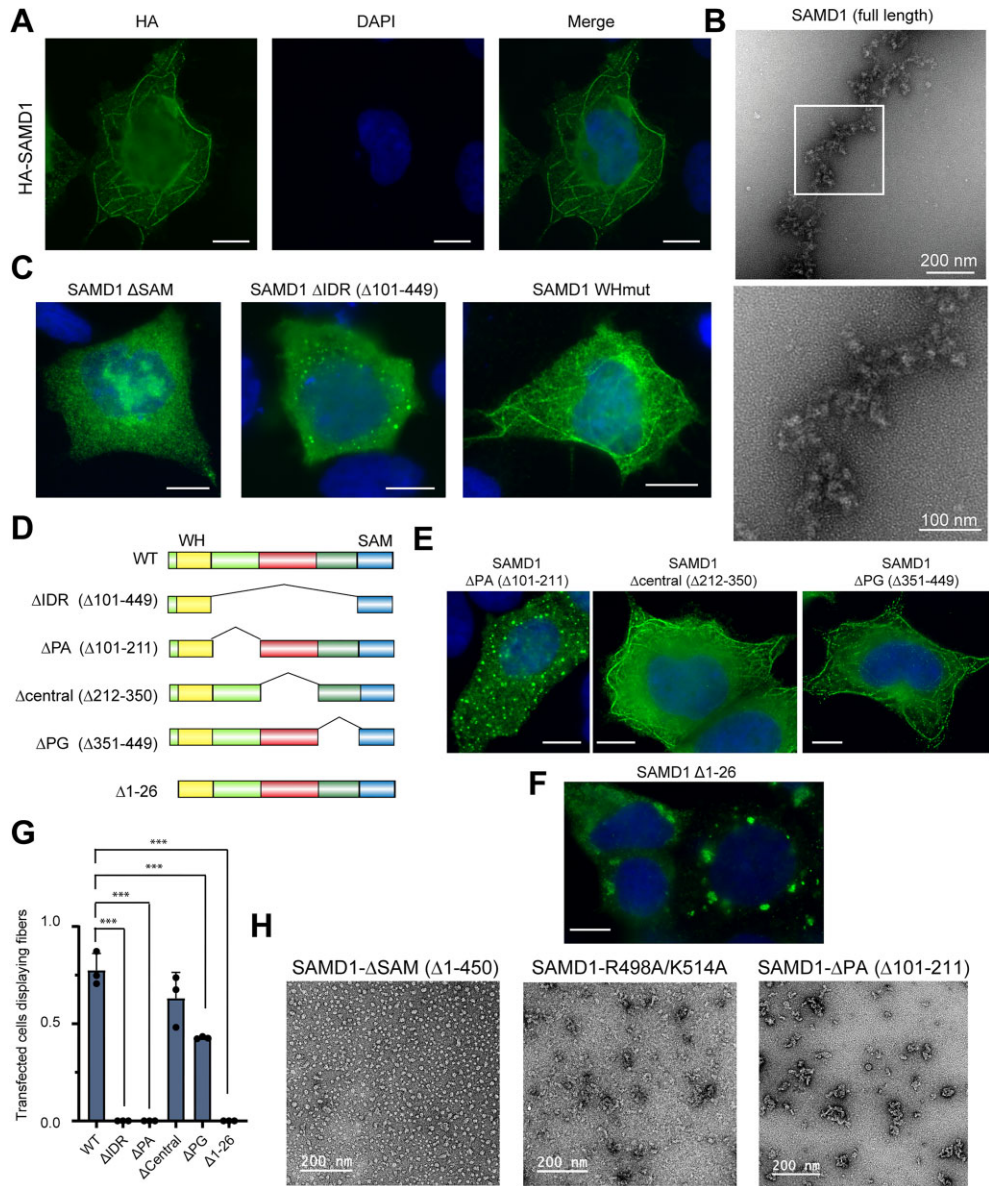 A
HA
DAPI
Merge
HA-SAMD1
B
SAMD1 (full length)
200 nm
100 nm
C
SAMD1 ΔSAM
SAMD1 ΔIDR (Δ101-449)
SAMD1 WHmut
D
WH
SAM
WT
ΔIDR (Δ101-449)
ΔPA (Δ101-211)
Δcentral (Δ212-350)
ΔPG (Δ351-449)
Δ1-26
E
SAMD1
ΔPA (Δ101-211)
SAMD1
Δcentral (Δ212-350)
SAMD1
ΔPG (Δ351-449)
F
SAMD1 Δ1-26
G
Transfected cells displaying fibers
1.0
0.5
0.0
***
***
***
***
WT
ΔIDR
ΔPA
ΔCentral
ΔPG
Δ1-26
H
SAMD1-ΔSAM (Δ1-450)
SAMD1-R498A/K514A
SAMD1-ΔPA (Δ101-211)
200 nm
200 nm
200 nm